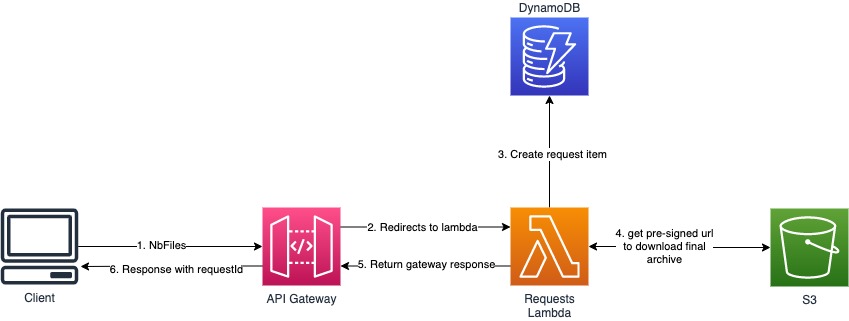 DynamoDB
3. Create request item
1. NbFiles
2. Redirects to lambda
4. get pre-signed url
to download final
archive
6. Response with requestId
5. Return gateway response
Client
API Gateway
Requests
Lambda
S3